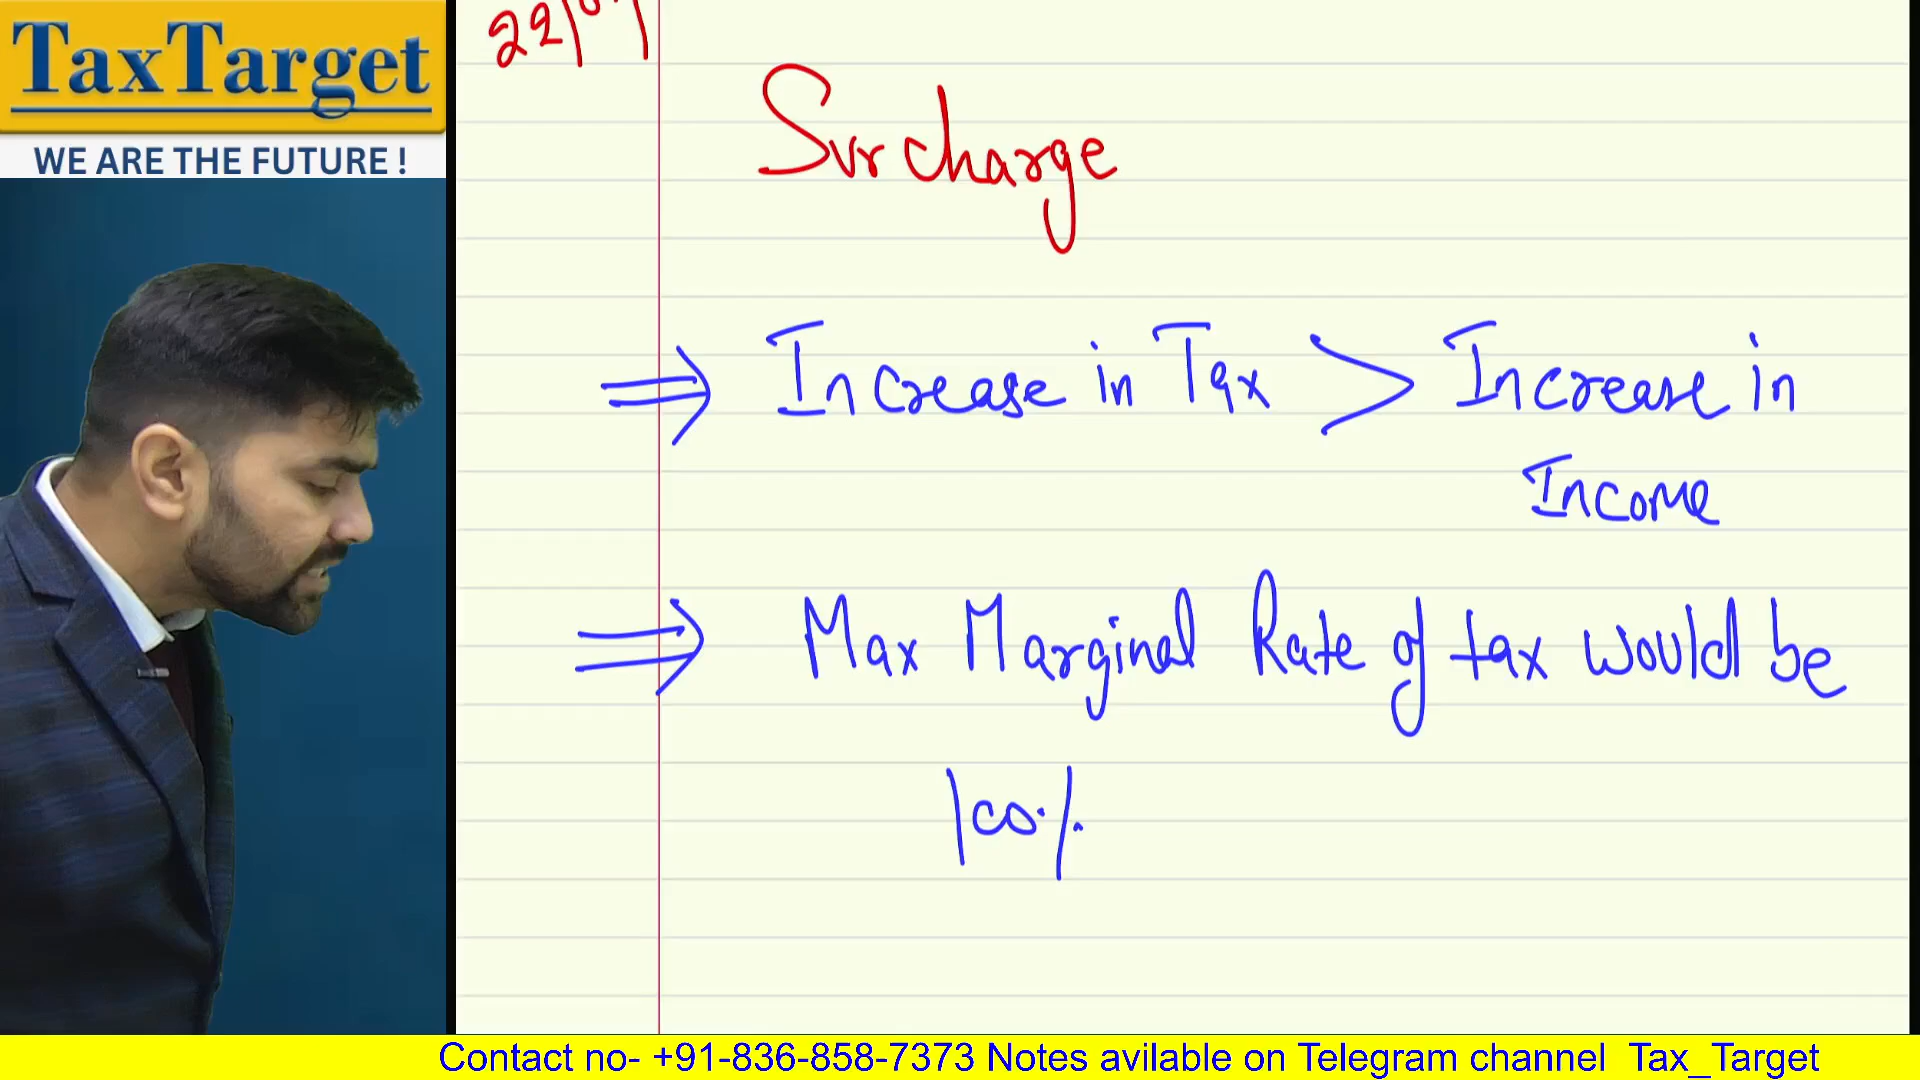 TaxTarget
WE ARE THE FUTURE !
22/
Surcharge
⇒ Increase in Tax > Increase in
Income
⇒ Max Marginal Rate of tax would be
100%
Contact no- +91-836-858-7373 Notes avilable on Telegram channel Tax_Target